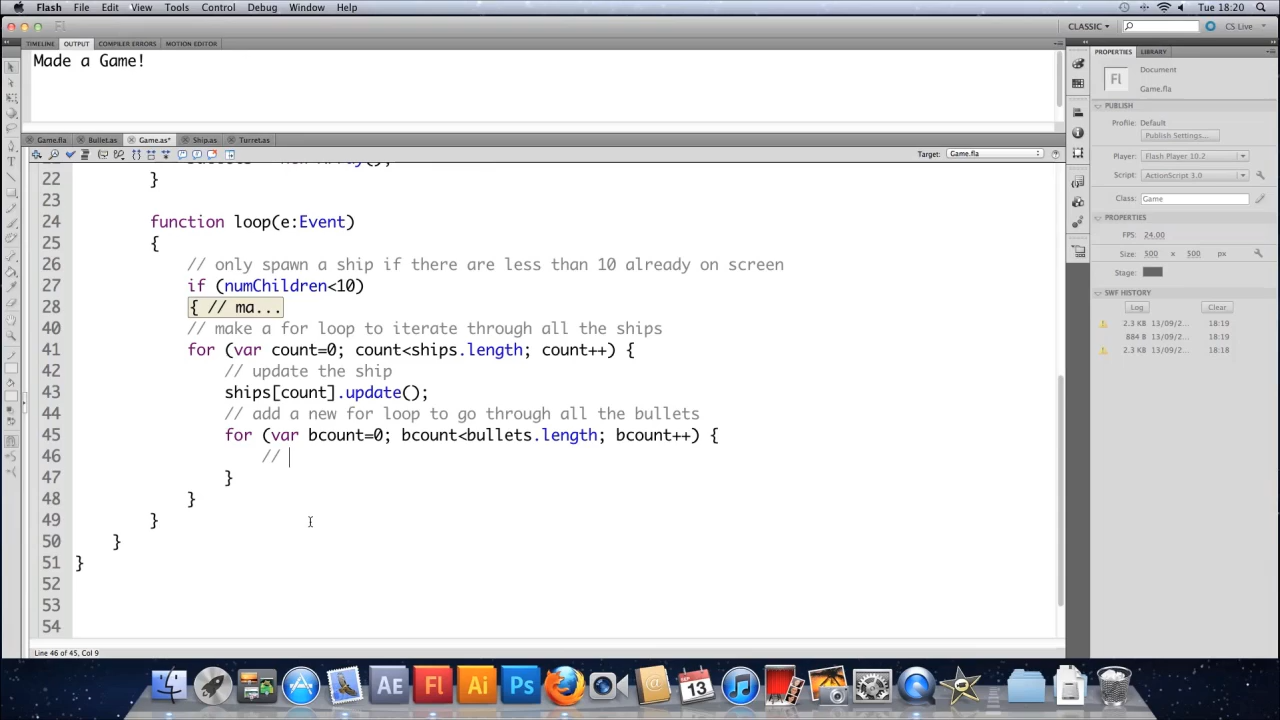 Flash File Edit View Tools Control Debug Window Help Tue 18:20
Fl CLASSIC CS Live
TIMELINE OUTPUT COMPILER ERRORS MOTION EDITOR PROPERTIES LIBRARY
Made a Game!
Fl Document
Game.fla
PUBLISH
Profile: Default
Publish Settings...
Game.fla Bullet.as Game.as* Ship.as Turret.as
Target: Game.fla
Player: Flash Player 10.2
Script: ActionScript 3.0
Class: Game
PROPERTIES
FPS: 24.00
Size: 500 x 500 px
Stage:
SWF HISTORY
Log Clear
2.3 KB 13/09/2... 18:19
884 B 13/09/2... 18:19
2.3 KB 13/09/2... 18:18
22 }
23
24 function loop(e:Event)
25 {
26 // only spawn a ship if there are less than 10 already on screen
27 if (numChildren<10)
28 { // ma...
40 // make a for loop to iterate through all the ships
41 for (var count=0; count<ships.length; count++) {
42 // update the ship
43 ships[count].update();
44 // add a new for loop to go through all the bullets
45 for (var bcount=0; bcount<bullets.length; bcount++) {
46 //
47 }
48 }
49 }
50 }
51 }
52
53
54
Line 46 of 45, Col 9
AE Fl Ai Ps
SEP
13